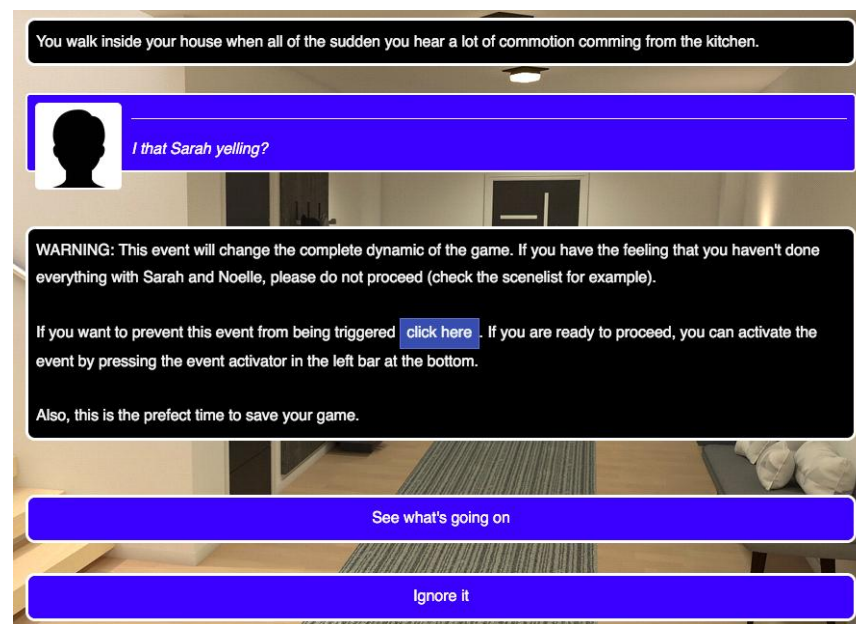 You walk inside your house when all of the sudden you hear a lot of commotion comming from the kitchen.
I that Sarah yelling?
WARNING: This event will change the complete dynamic of the game. If you have the feeling that you haven't done
everything with Sarah and Noelle, please do not proceed (check the scenelist for example).
If you want to prevent this event from being triggered click here. If you are ready to proceed, you can activate the
event by pressing the event activator in the left bar at the bottom.
Also, this is the prefect time to save your game.
See what's going on
Ignore it